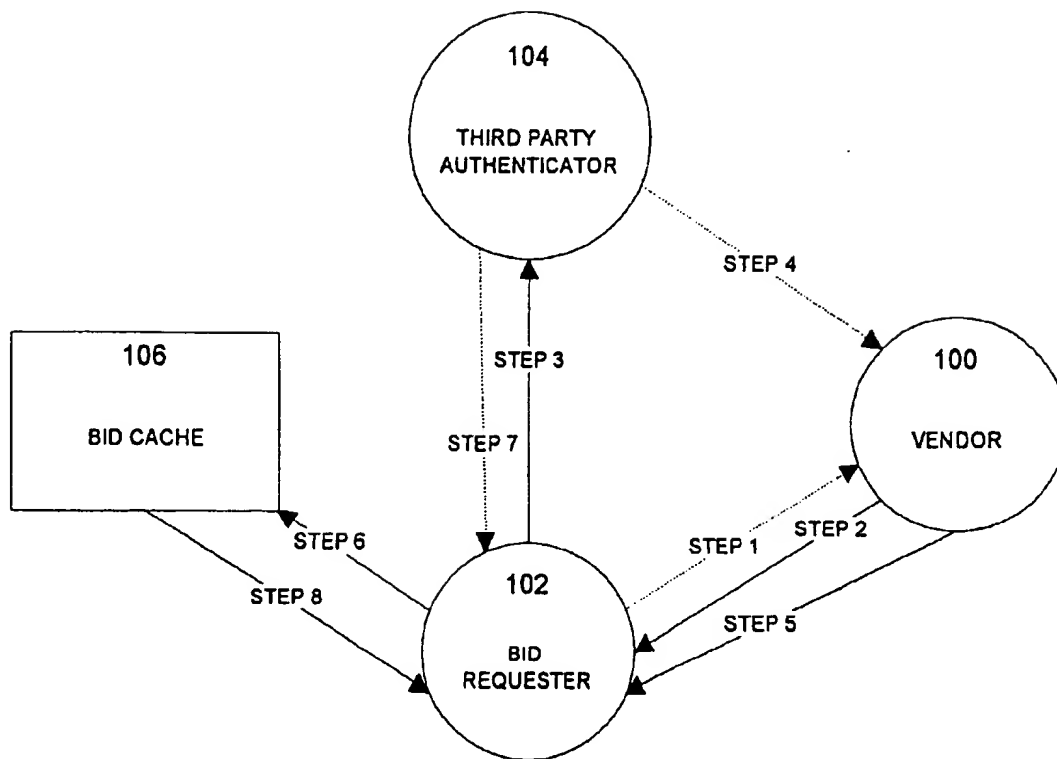 104
THIRD PARTY
AUTHENTICATOR
STEP 4
106
BID CACHE
STEP 3
100
VENDOR
STEP 7
STEP 6
STEP 8
STEP 1
STEP 2
STEP 5
102
BID
REQUESTER